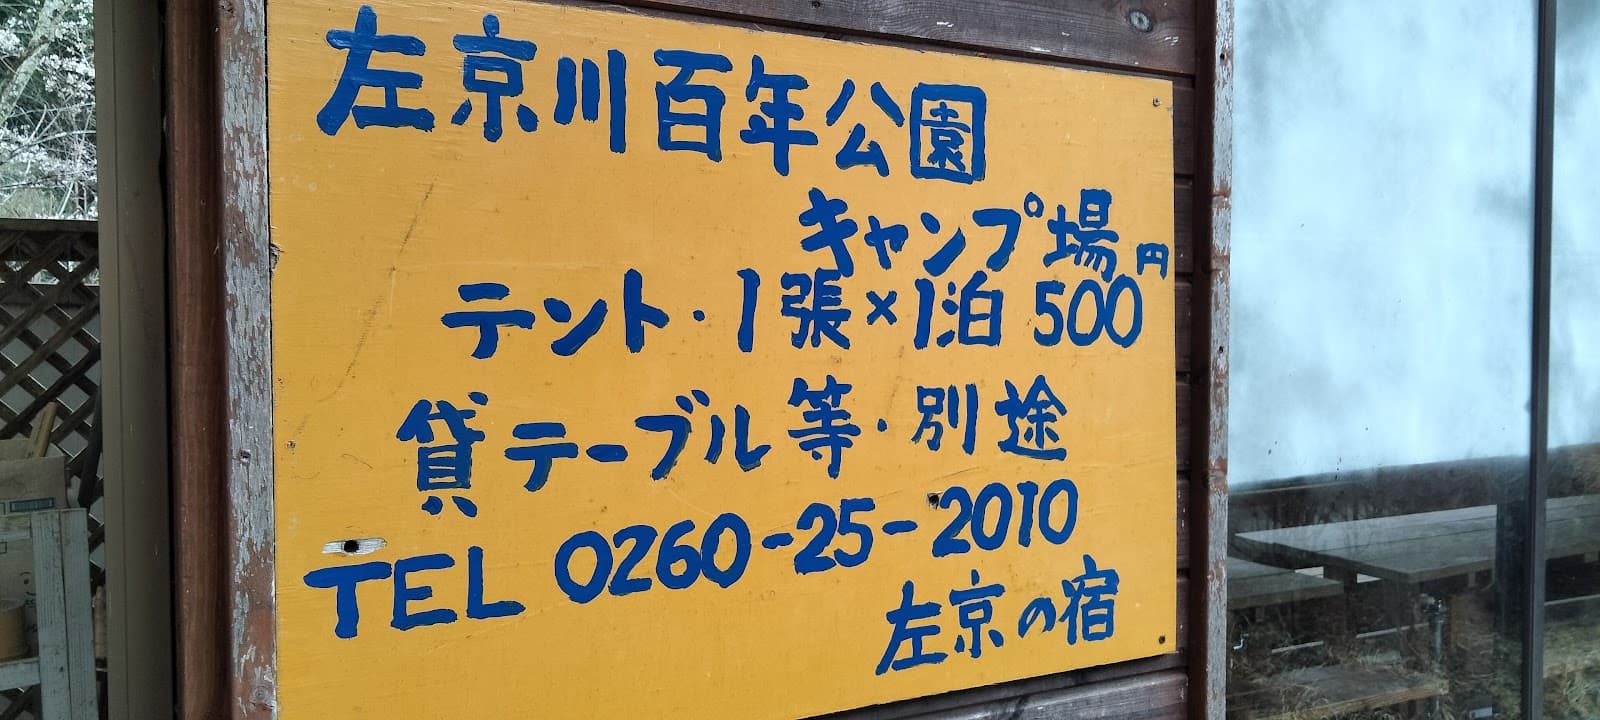 左京川百年公園
キャンプ場
テント・1張×1泊 500円
貸テーブル等・別途
TEL 0260-25-2010
左京の宿